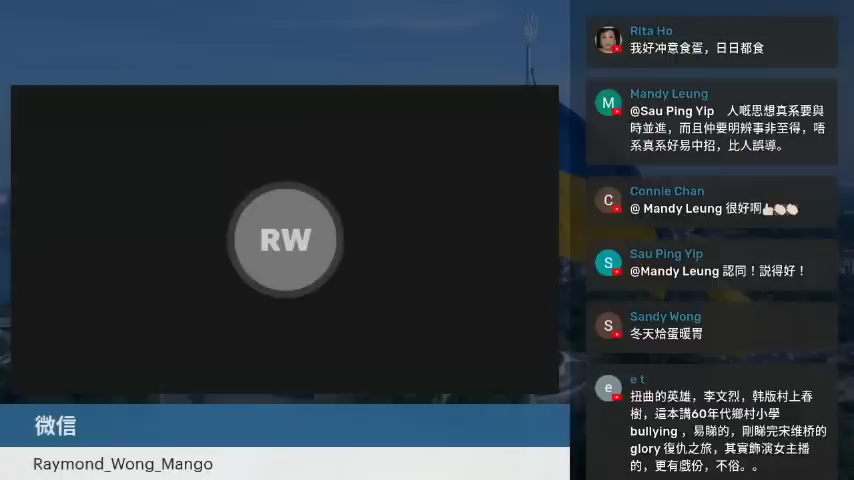 RW
微信
Raymond_Wong_Mango
Rita Ho
我好冲意食蛋，日日都食
M
Mandy Leung
@Sau Ping Yip 人嘅思想真系要與
時並進，而且仲要明辨事非至得，唔
系真系好易中招，比人誤導。
C
Connie Chan
@ Mandy Leung 很好啊👍🏻👏🏻👏🏻
S
Sau Ping Yip
@Mandy Leung 認同！説得好！
S
Sandy Wong
冬天烚蛋暖胃
e
e t
扭曲的英雄，李文烈，韩版村上春
樹，這本講60年代鄉村小學
bullying ，易睇的，剛睇完宋维桥的
glory 復仇之旅，其實飾演女主播
的，更有戲份，不俗。。